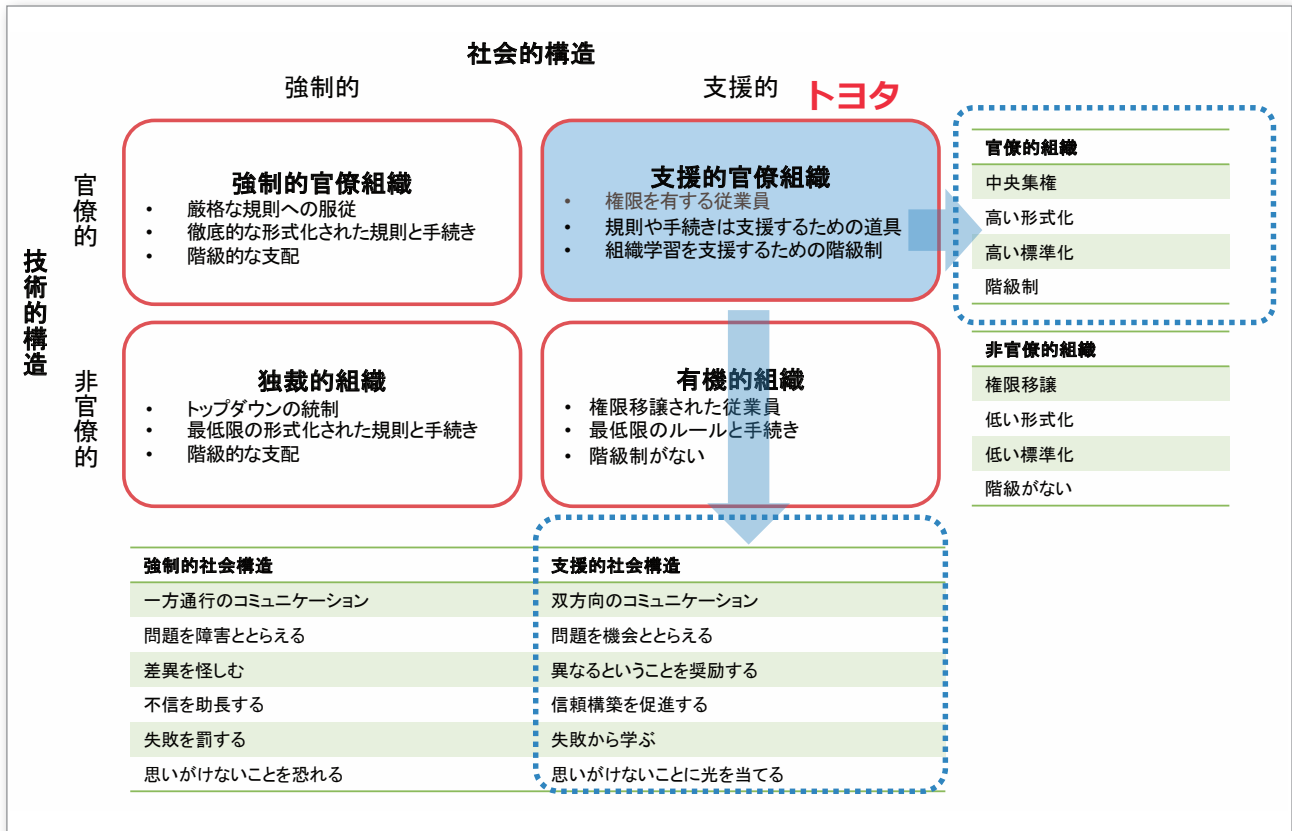 社会的構造
強制的
支援的
トヨタ
技術的構造
官僚的
強制的官僚組織
• 厳格な規則への服従
• 徹底的な形式化された規則と手続き
• 階級的な支配
支援的官僚組織
• 権限を有する従業員
• 規則や手続きは支援するための道具
• 組織学習を支援するための階級制
官僚的組織
中央集権
高い形式化
高い標準化
階級制
非官僚的
独裁的組織
• トップダウンの統制
• 最低限の形式化された規則と手続き
• 階級的な支配
有機的組織
• 権限移譲された従業員
• 最低限のルールと手続き
• 階級制がない
非官僚的組織
権限移譲
低い形式化
低い標準化
階級がない
強制的社会構造
一方通行のコミュニケーション
問題を障害ととらえる
差異を怪しむ
不信を助長する
失敗を罰する
思いがけないことを恐れる
支援的社会構造
双方向のコミュニケーション
問題を機会ととらえる
異なるということを奨励する
信頼構築を促進する
失敗から学ぶ
思いがけないことに光を当てる